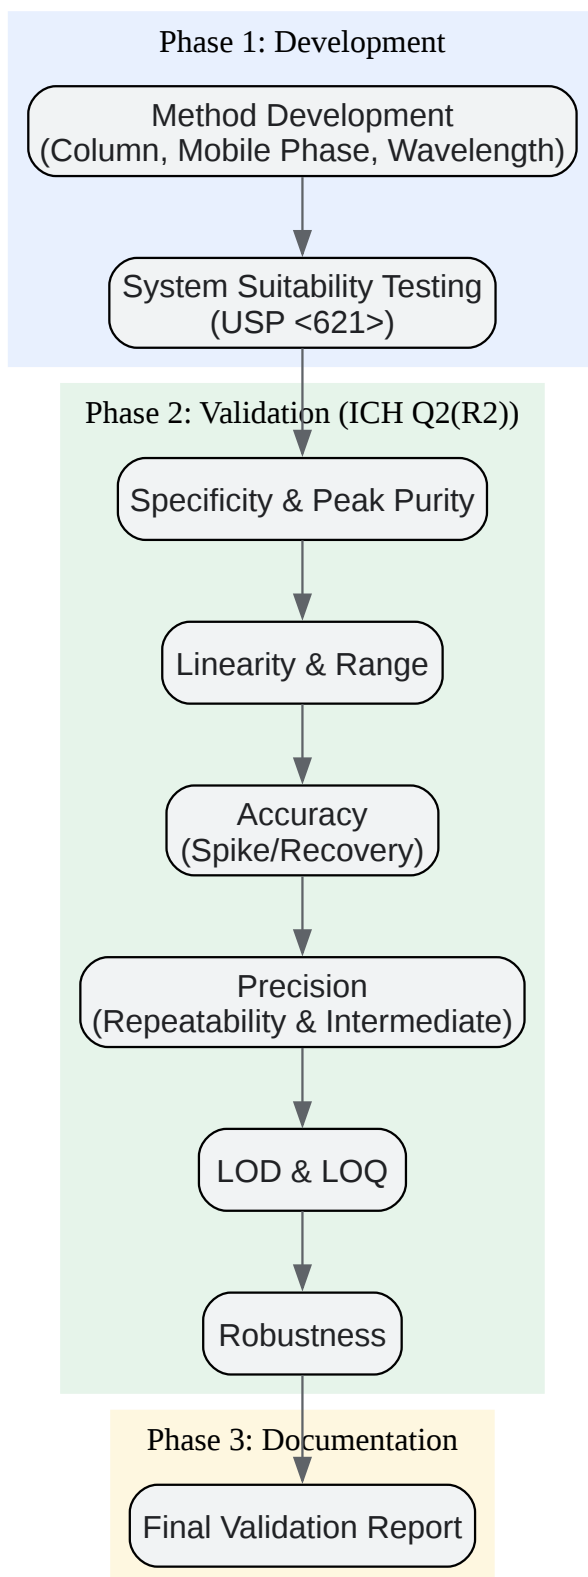 Phase 1: Development
Method Development
(Column, Mobile Phase, Wavelength)
System Suitability Testing
(USP <621>)
Phase 2: Validation (ICH Q2(R2))
Specificity & Peak Purity
Linearity & Range
Accuracy
(Spike/Recovery)
Precision
(Repeatability & Intermediate)
LOD & LOQ
Robustness
Phase 3: Documentation
Final Validation Report